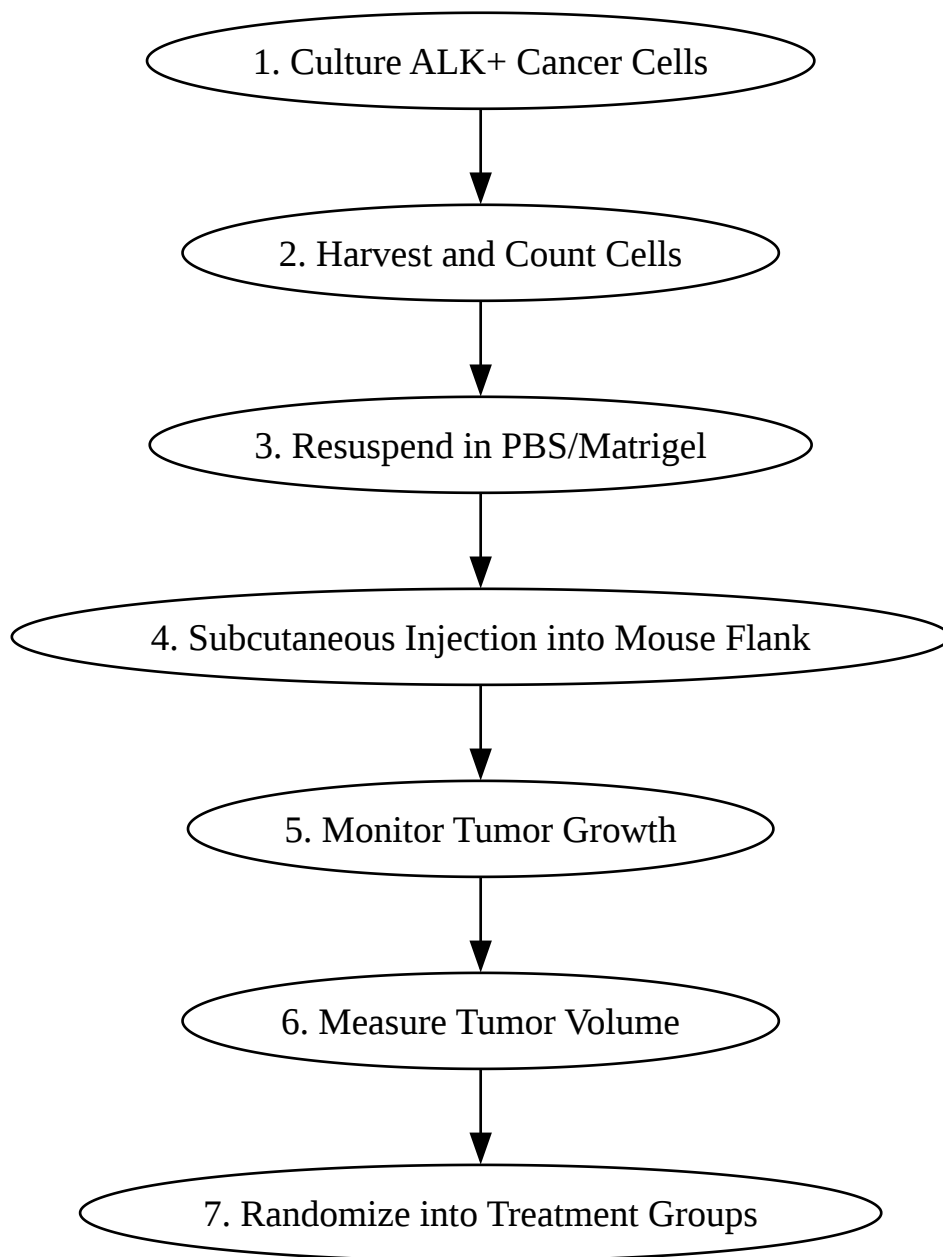 1. Culture ALK+ Cancer Cells
2. Harvest and Count Cells
3. Resuspend in PBS/Matrigel
4. Subcutaneous Injection into Mouse Flank
5. Monitor Tumor Growth
6. Measure Tumor Volume
7. Randomize into Treatment Groups